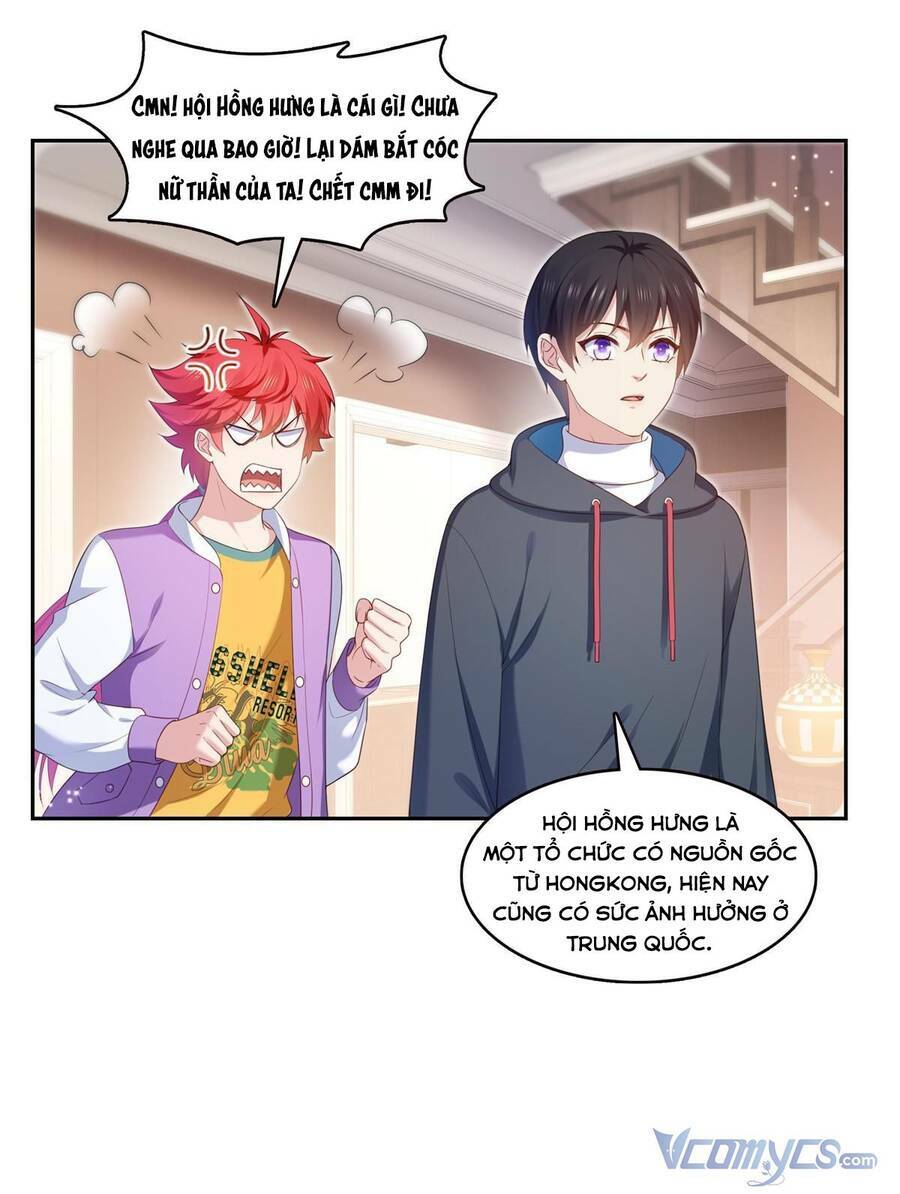 CMN! HỘI HỒNG HƯNG LÀ CÁI GÌ! CHƯA
NGHE QUA BAO GIỜ! LẠI DÁM BẮT CÓC
NỮ THẦN CỦA TA! CHẾT CMM ĐI!
6SHELL
RESORT
HỘI HỒNG HƯNG LÀ
MỘT TỔ CHỨC CÓ NGUỒN GỐC
TỪ HONGKONG, HIỆN NAY
CŨNG CÓ SỨC ẢNH HƯỞNG Ở
TRUNG QUỐC.
VCOMYCS.com